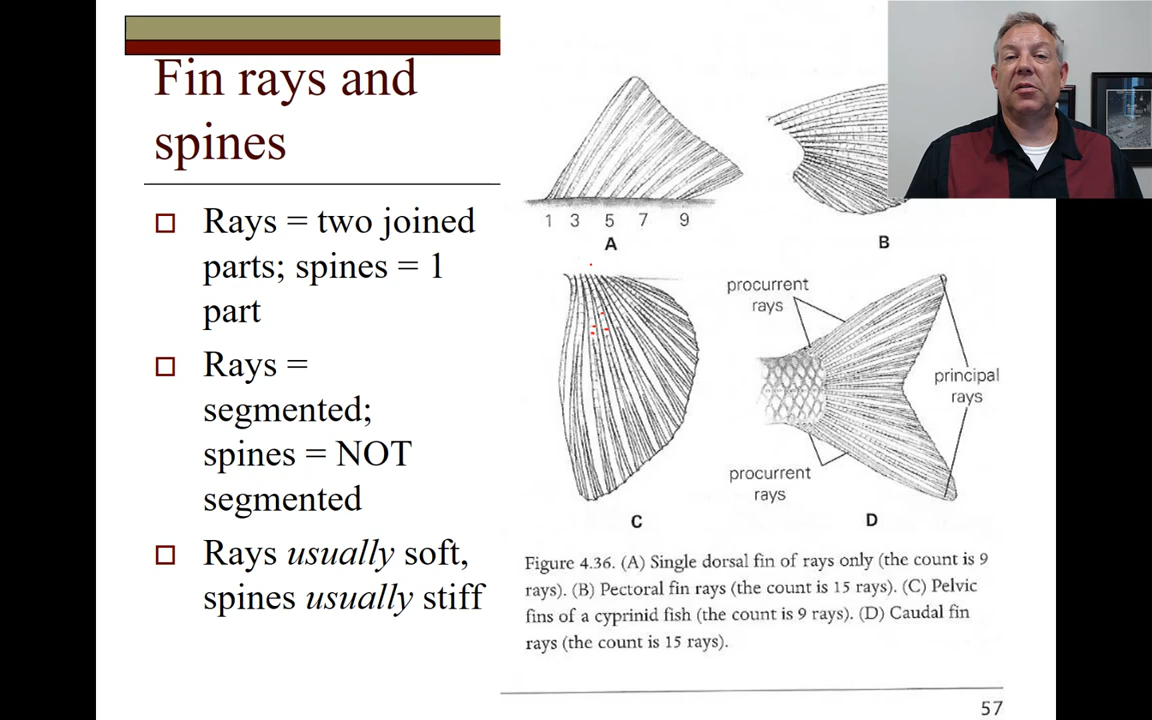 Fin rays and
spines
Rays = two joined
parts; spines = 1
part
Rays =
segmented;
spines = NOT
segmented
Rays usually soft,
spines usually stiff
1 3 5 7 9
A
B
procurrent
rays
principal
rays
procurrent
rays
C
D
Figure 4.36. (A) Single dorsal fin of rays only (the count is 9
rays). (B) Pectoral fin rays (the count is 15 rays). (C) Pelvic
fins of a cyprinid fish (the count is 9 rays). (D) Caudal fin
rays (the count is 15 rays).
57